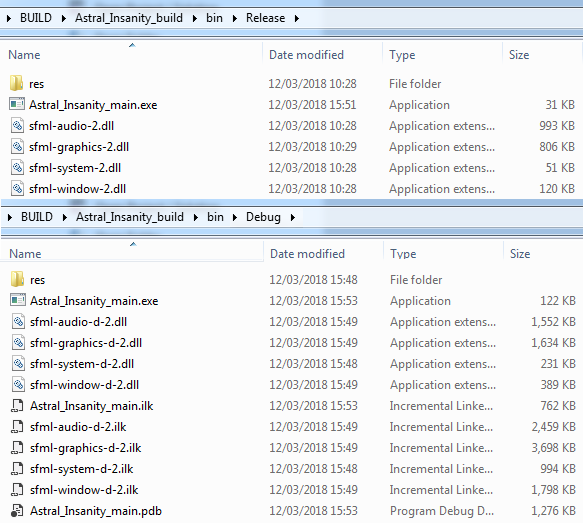 BUILD Astral_Insanity_build bin Release
Name Date modified Type Size
res 12/03/2018 10:28 File folder
Astral_Insanity_main.exe 12/03/2018 15:51 Application 31 KB
sfml-audio-2.dll 12/03/2018 10:28 Application extens... 993 KB
sfml-graphics-2.dll 12/03/2018 10:29 Application extens... 806 KB
sfml-system-2.dll 12/03/2018 10:28 Application extens... 51 KB
sfml-window-2.dll 12/03/2018 10:28 Application extens... 120 KB
BUILD Astral_Insanity_build bin Debug
Name Date modified Type Size
res 12/03/2018 15:48 File folder
Astral_Insanity_main.exe 12/03/2018 15:53 Application 122 KB
sfml-audio-d-2.dll 12/03/2018 15:49 Application extens... 1,552 KB
sfml-graphics-d-2.dll 12/03/2018 15:49 Application extens... 1,634 KB
sfml-system-d-2.dll 12/03/2018 15:48 Application extens... 231 KB
sfml-window-d-2.dll 12/03/2018 15:49 Application extens... 389 KB
Astral_Insanity_main.ilk 12/03/2018 15:53 Incremental Linke... 762 KB
sfml-audio-d-2.ilk 12/03/2018 15:49 Incremental Linke... 2,459 KB
sfml-graphics-d-2.ilk 12/03/2018 15:49 Incremental Linke... 3,698 KB
sfml-system-d-2.ilk 12/03/2018 15:48 Incremental Linke... 994 KB
sfml-window-d-2.ilk 12/03/2018 15:49 Incremental Linke... 1,798 KB
Astral_Insanity_main.pdb 12/03/2018 15:53 Program Debug D... 1,276 KB